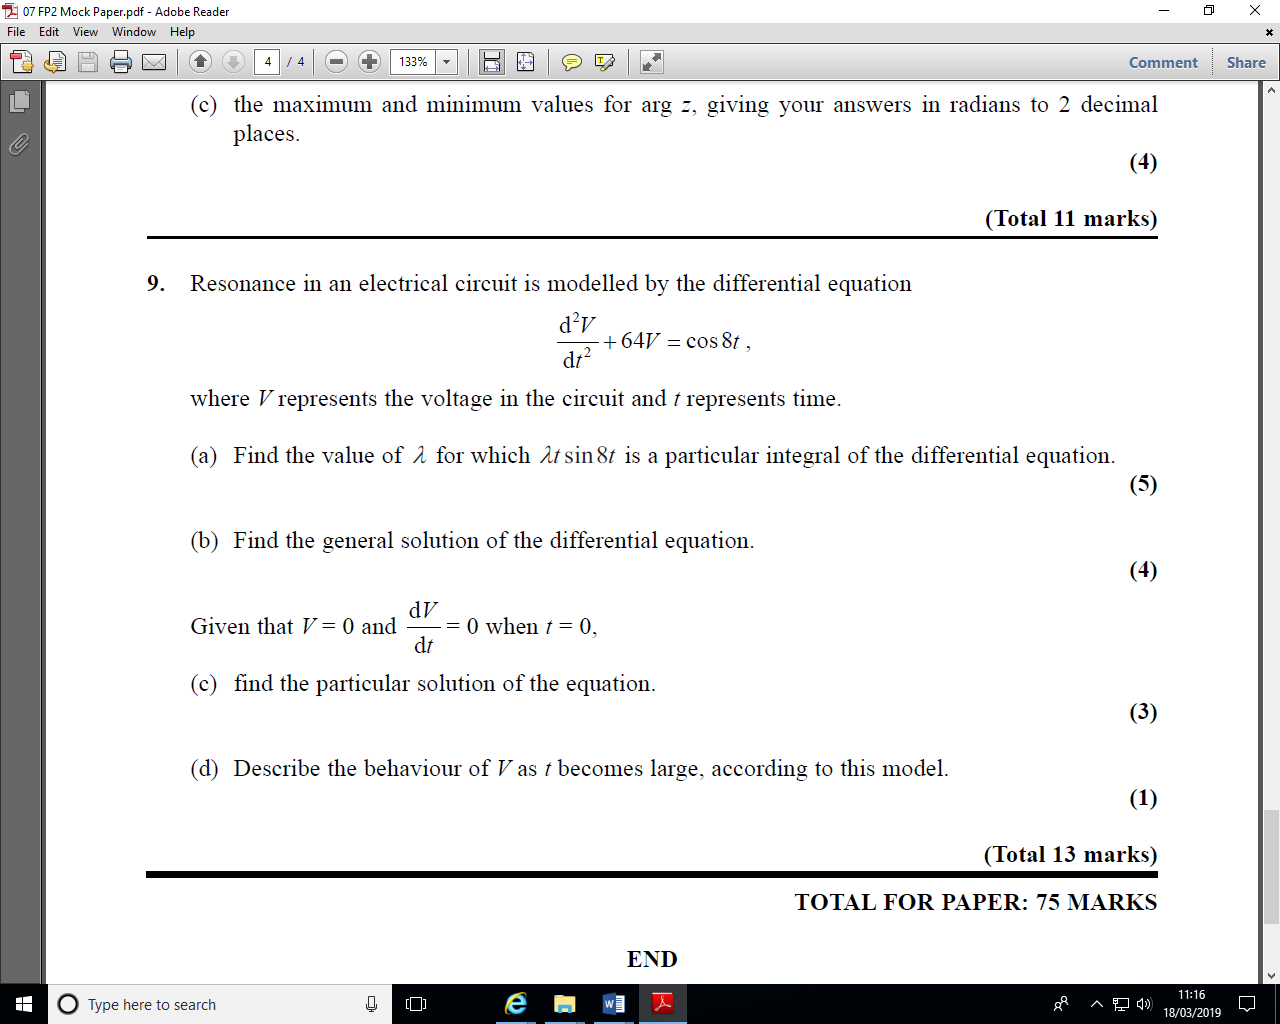 07 FP2 Mock Paper.pdf - Adobe Reader
File Edit View Window Help
4 / 4 133% Comment Share
(c) the maximum and minimum values for arg z, giving your answers in radians to 2 decimal
places.
(4)
(Total 11 marks)
9. Resonance in an electrical circuit is modelled by the differential equation
d²V/dt² + 64V = cos 8t ,
where V represents the voltage in the circuit and t represents time.
(a) Find the value of λ for which λt sin 8t is a particular integral of the differential equation.
(5)
(b) Find the general solution of the differential equation.
(4)
Given that V = 0 and dV/dt = 0 when t = 0,
(c) find the particular solution of the equation.
(3)
(d) Describe the behaviour of V as t becomes large, according to this model.
(1)
(Total 13 marks)
TOTAL FOR PAPER: 75 MARKS
END
Type here to search
11:16
18/03/2019